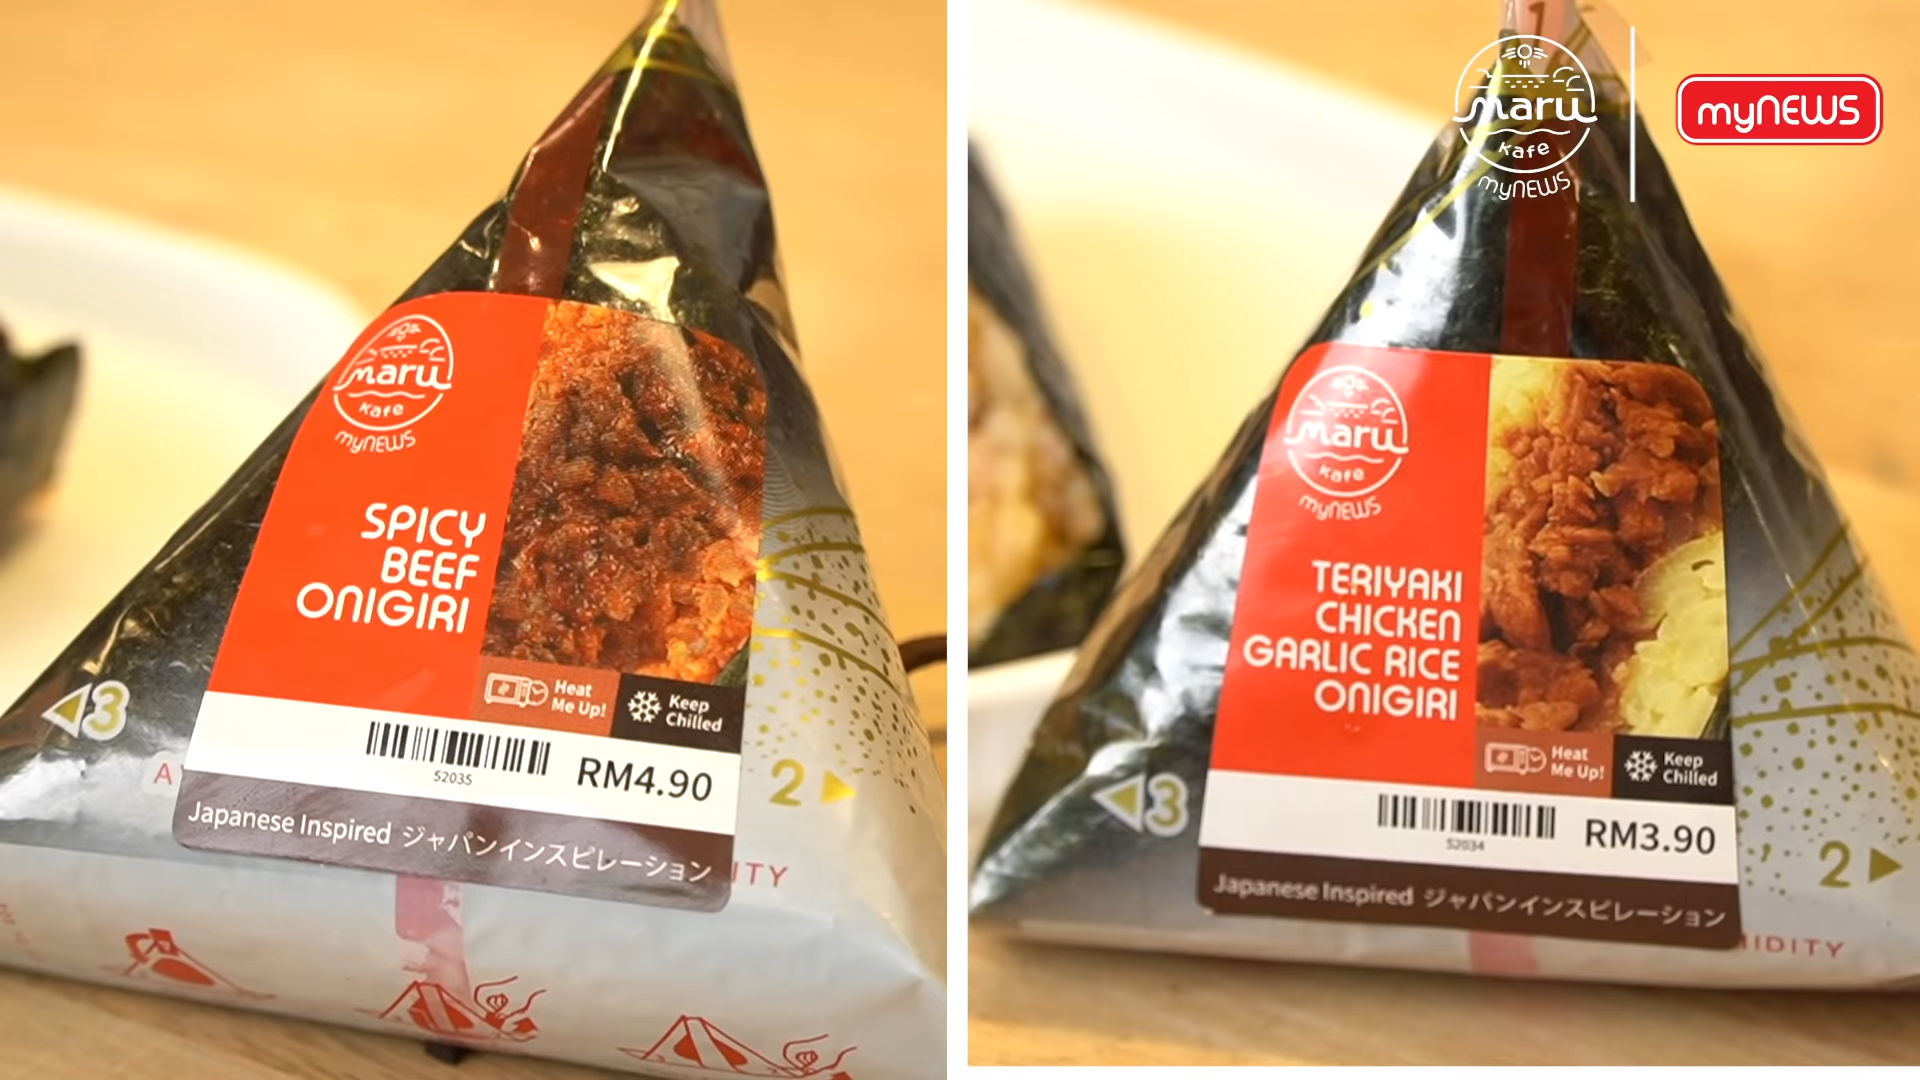 maru
kafe
myNEWS
SPICY
BEEF
ONIGIRI
Heat
Me Up!
Keep
Chilled
52035
RM4.90
3
2
Japanese Inspired ジャパンインスピレーション
ITY
1
maru
kafe
myNEWS
myNEWS
maru
kafe
myNEWS
TERIYAKI
CHICKEN
GARLIC RICE
ONIGIRI
Heat
Me Up!
Keep
Chilled
52034
RM3.90
3
2
Japanese Inspired ジャパンインスピレーション
IDITY